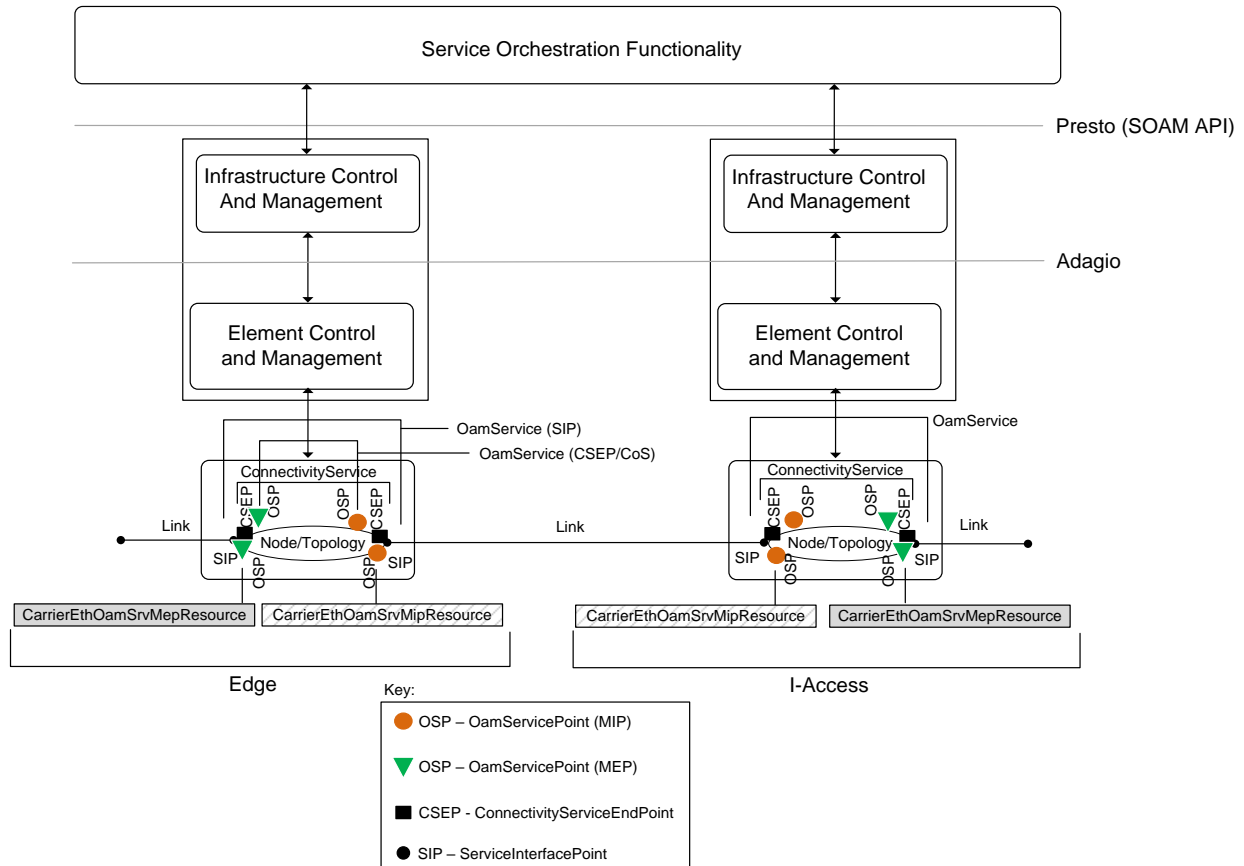 Service Orchestration Functionality
Presto (SOAM API)
Infrastructure Control
And Management
Infrastructure Control
And Management
Adagio
Element Control
and Management
Element Control
and Management
OamService (SIP)
OamService (CSEP/CoS)
OamService
ConnectivityService
CSEP
OSP
OSP
CSEP
ConnectivityService
CSEP
OSP
OSP
CSEP
Link
Node/Topology
Link
Node/Topology
Link
SIP
OSP
OSP
SIP
SIP
OSP
OSP
SIP
CarrierEthOamSrvMepResource
CarrierEthOamSrvMipResource
CarrierEthOamSrvMipResource
CarrierEthOamSrvMepResource
Edge
I-Access
Key:
OSP – OamServicePoint (MIP)
OSP – OamServicePoint (MEP)
CSEP - ConnectivityServiceEndPoint
SIP – ServiceInterfacePoint